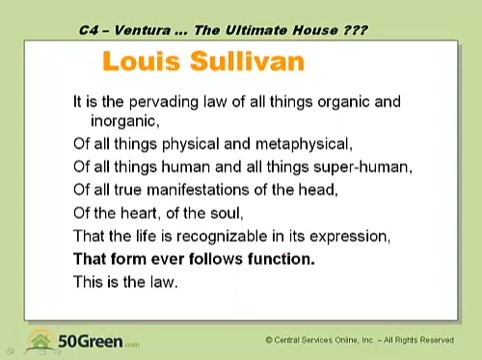 C4 – Ventura ... The Ultimate House ???
Louis Sullivan
It is the pervading law of all things organic and
inorganic,
Of all things physical and metaphysical,
Of all things human and all things super-human,
Of all true manifestations of the head,
Of the heart, of the soul,
That the life is recognizable in its expression,
That form ever follows function.
This is the law.
50Green.com
© Central Services Online, Inc. – All Rights Reserved